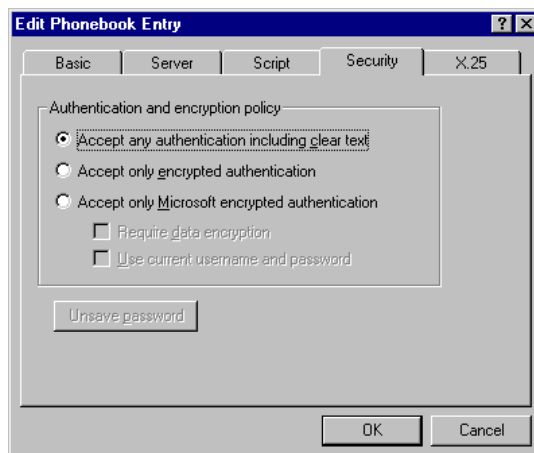 Edit Phonebook Entry
Basic Server Script Security X.25
Authentication and encryption policy
Accept any authentication including clear text
Accept only encrypted authentication
Accept only Microsoft encrypted authentication
Require data encryption
Use current username and password
Unsave password
OK Cancel